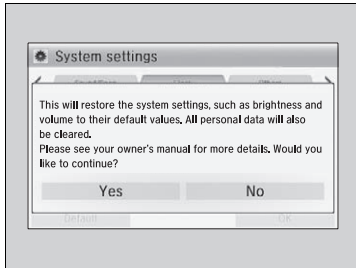 System settings
This will restore the system settings, such as brightness and
volume to their default values. All personal data will also
be cleared.
Please see your owner's manual for more details. Would you
like to continue?
Yes
No
Default
OK